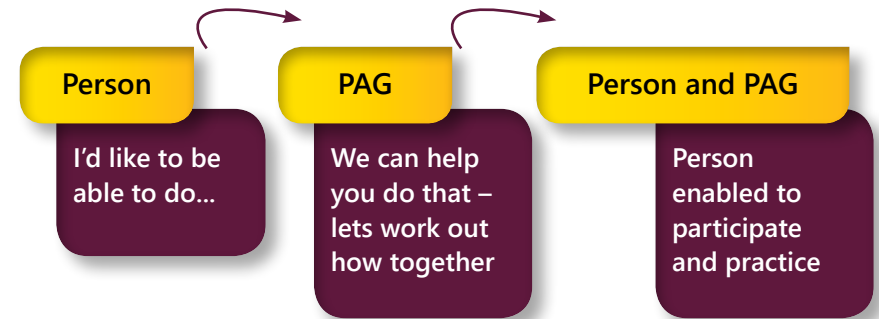 Person
I'd like to be
able to do...
PAG
We can help
you do that –
lets work out
how together
Person and PAG
Person
enabled to
participate
and practice